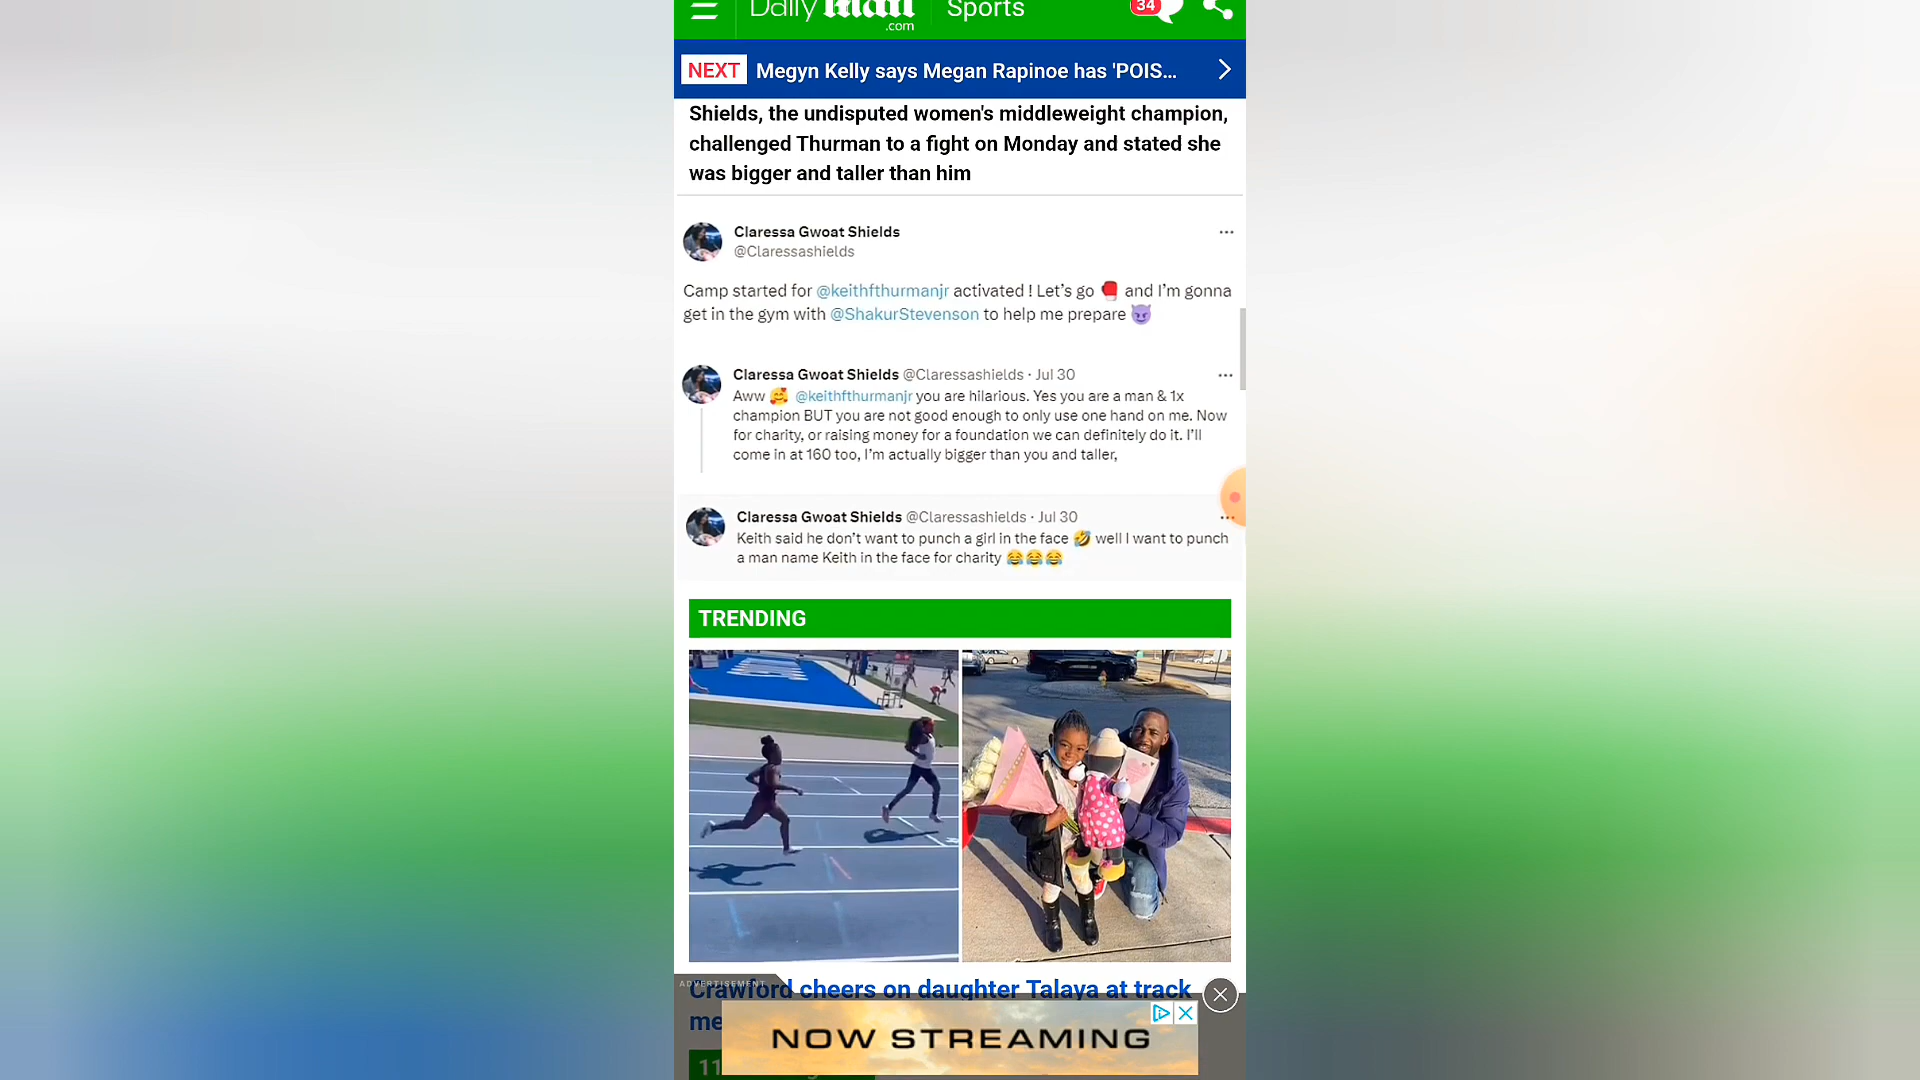 Daily Mail Sports 34
.com
NEXT Megyn Kelly says Megan Rapinoe has 'POIS...
Shields, the undisputed women's middleweight champion,
challenged Thurman to a fight on Monday and stated she
was bigger and taller than him
Claressa Gwoat Shields
@Claressashields
Camp started for @keithfthurmanjr activated ! Let's go 🥊 and I'm gonna
get in the gym with @ShakurStevenson to help me prepare 😈
Claressa Gwoat Shields @Claressashields · Jul 30
Aww 🥰 @keithfthurmanjr you are hilarious. Yes you are a man & 1x
champion BUT you are not good enough to only use one hand on me. Now
for charity, or raising money for a foundation we can definitely do it. I'll
come in at 160 too, I'm actually bigger than you and taller,
Claressa Gwoat Shields @Claressashields · Jul 30
Keith said he don't want to punch a girl in the face 🤣 well I want to punch
a man name Keith in the face for charity 😂😂😂
TRENDING
ADVERTISEMENT
Crawford cheers on daughter Talaya at track
me
NOW STREAMING